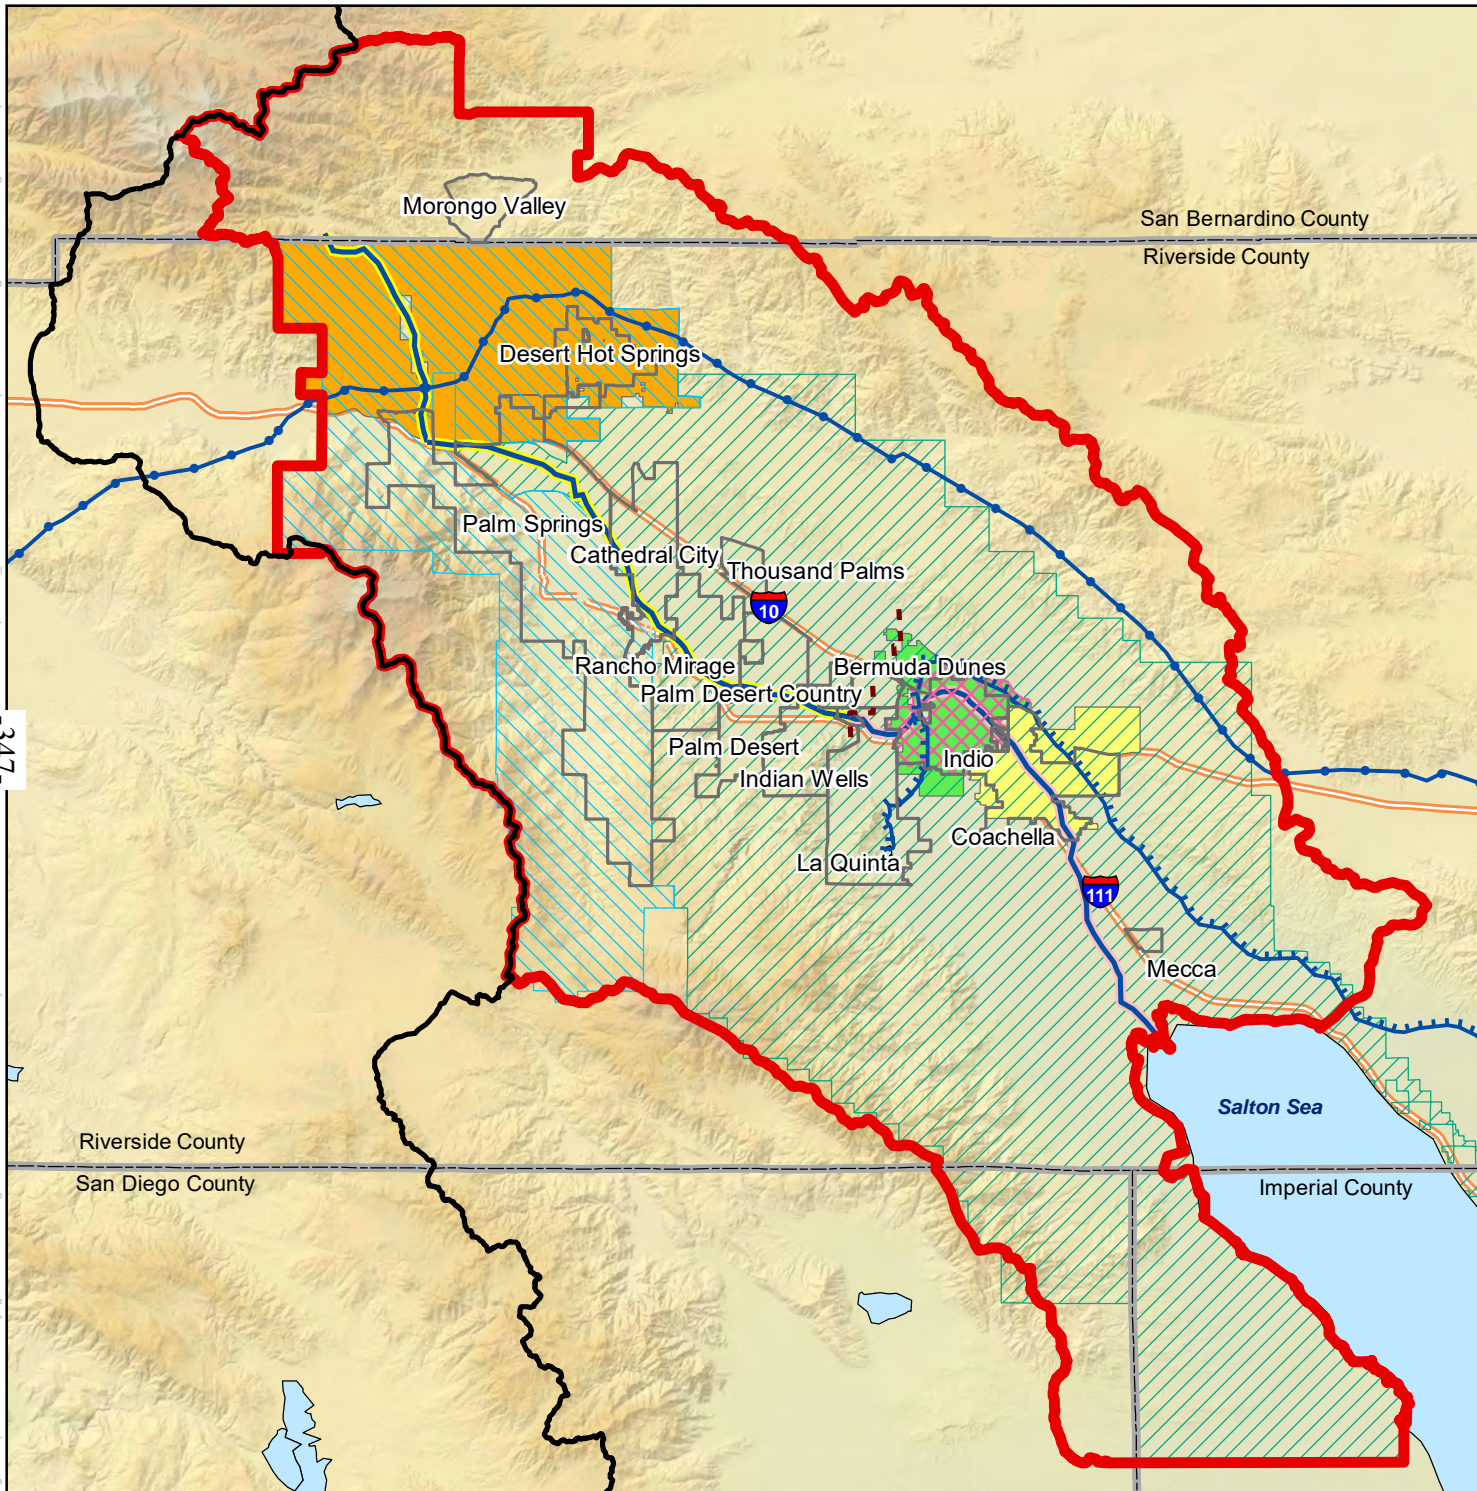 Morongo Valley
San Bernardino County
Riverside County
Desert Hot Springs
Palm Springs
Cathedral City
Thousand Palms
10
Rancho Mirage
Bermuda Dunes
Palm Desert Country
-347-
Palm Desert
Indio
Indian Wells
Coachella
La Quinta
111
Mecca
Salton Sea
Riverside County
San Diego County
Imperial County